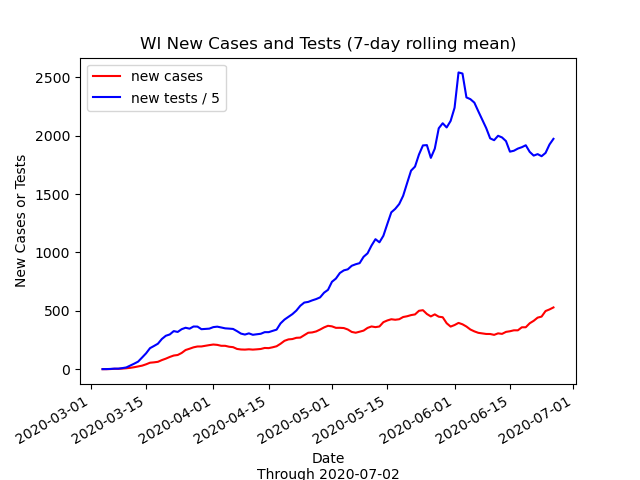 WI New Cases and Tests (7-day rolling mean)
new cases
new tests / 5
New Cases or Tests
2500
2000
1500
1000
500
0
2020-03-01
2020-03-15
2020-04-01
2020-04-15
2020-05-01
2020-05-15
2020-06-01
2020-06-15
2020-07-01
Date
Through 2020-07-02